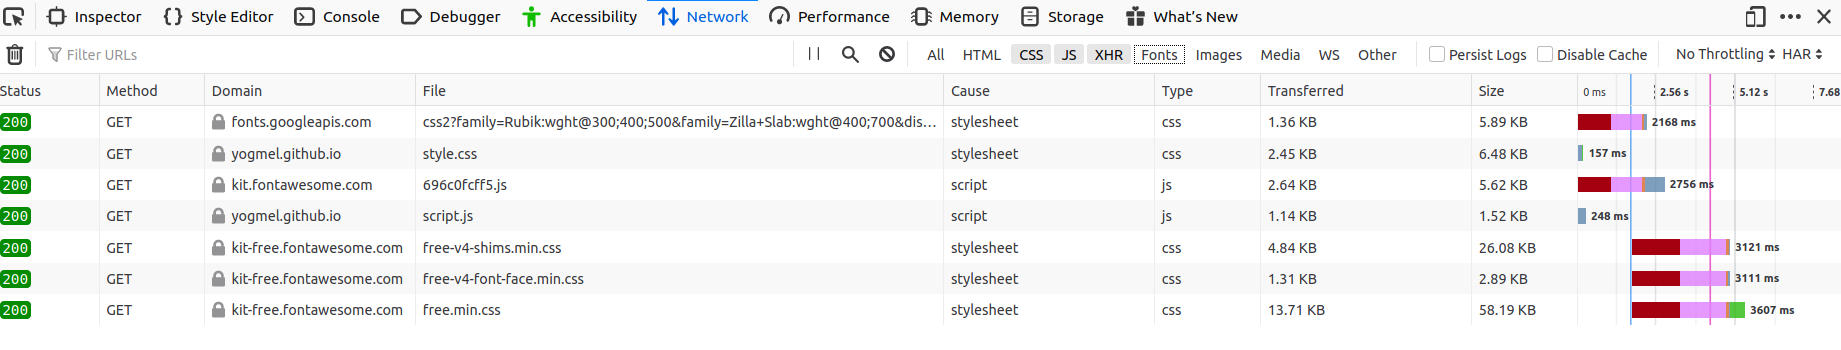 Inspector Style Editor Console Debugger Accessibility Network Performance Memory Storage What's New
Filter URLs All HTML CSS JS XHR Fonts Images Media WS Other Persist Logs Disable Cache No Throttling HAR
Status Method Domain File Cause Type Transferred Size 0 ms 2.56 s 5.12 s 7.68
200 GET fonts.googleapis.com css2?family=Rubik:wght@300;400;500&family=Zilla+Slab:wght@400;700&dis… stylesheet css 1.36 KB 5.89 KB 2168 ms
200 GET yogmel.github.io style.css stylesheet css 2.45 KB 6.48 KB 157 ms
200 GET kit.fontawesome.com 696c0fcff5.js script js 2.64 KB 5.62 KB 2756 ms
200 GET yogmel.github.io script.js script js 1.14 KB 1.52 KB 248 ms
200 GET kit-free.fontawesome.com free-v4-shims.min.css stylesheet css 4.84 KB 26.08 KB 3121 ms
200 GET kit-free.fontawesome.com free-v4-font-face.min.css stylesheet css 1.31 KB 2.89 KB 3111 ms
200 GET kit-free.fontawesome.com free.min.css stylesheet css 13.71 KB 58.19 KB 3607 ms